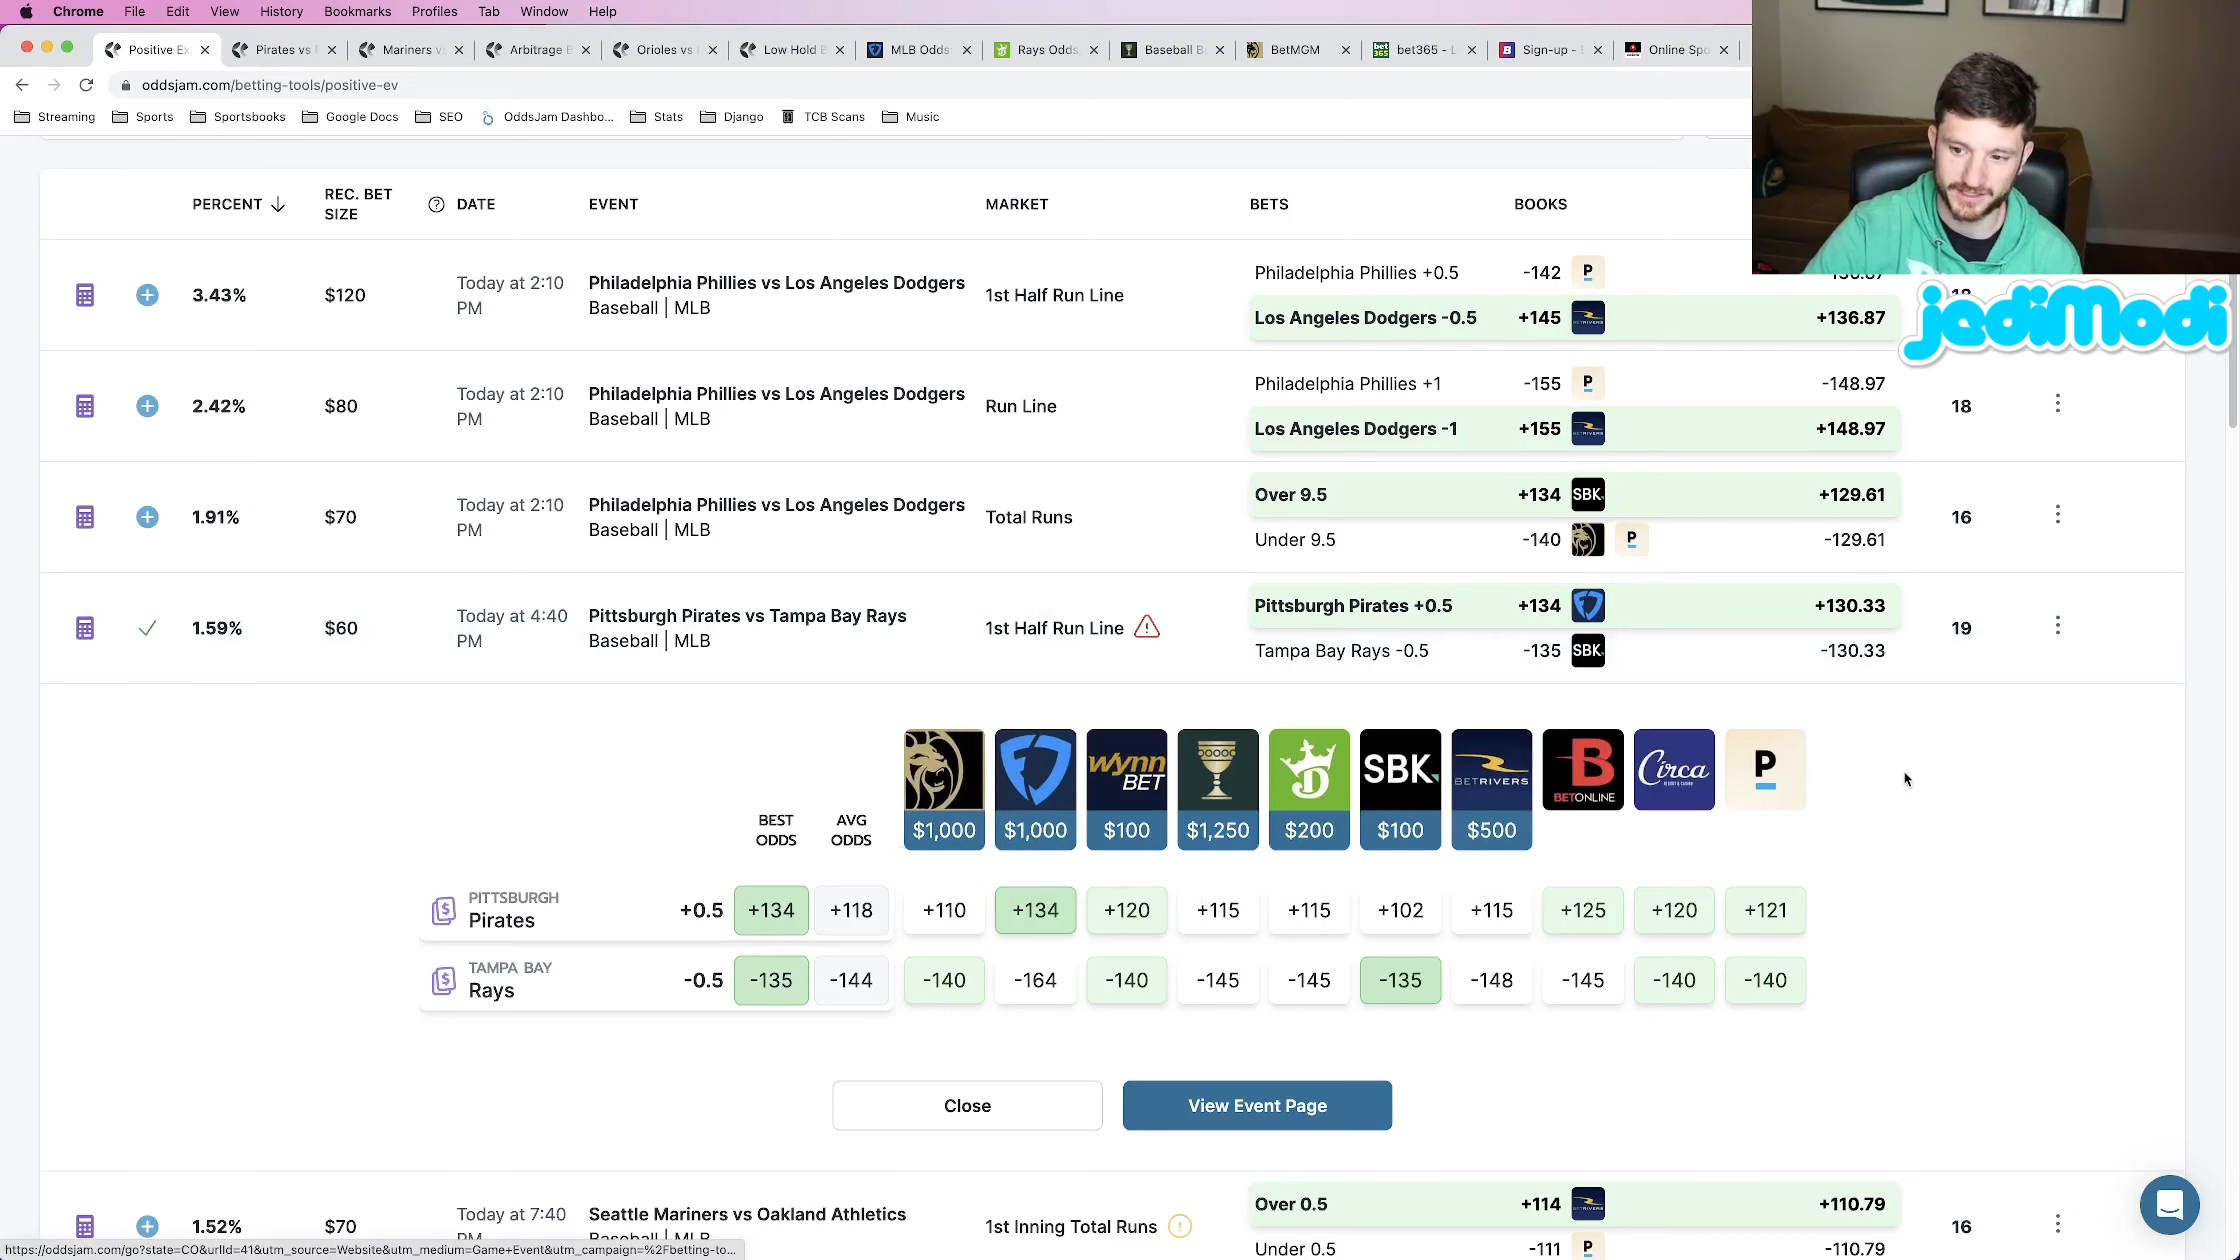 Chrome File Edit View History Bookmarks Profiles Tab Window Help
Positive Ex Pirates vs Mariners vs Arbitrage Orioles vs Low Hold B MLB Odds Rays Odds Baseball Be BetMGM bet365 - L Sign-up - Online Spo
oddsjam.com/betting-tools/positive-ev
Streaming Sports Sportsbooks Google Docs SEO OddsJam Dashbo... Stats Django TCB Scans Music
PERCENT REC. BET SIZE DATE EVENT MARKET BETS BOOKS
3.43% $120 Today at 2:10 PM Philadelphia Phillies vs Los Angeles Dodgers 1st Half Run Line
Baseball | MLB
Philadelphia Phillies +0.5 -142 P
Los Angeles Dodgers -0.5 +145 BETRIVERS +136.87
jediModi
2.42% $80 Today at 2:10 PM Philadelphia Phillies vs Los Angeles Dodgers Run Line
Baseball | MLB
Philadelphia Phillies +1 -155 P -148.97
Los Angeles Dodgers -1 +155 BETRIVERS +148.97
18
1.91% $70 Today at 2:10 PM Philadelphia Phillies vs Los Angeles Dodgers Total Runs
Baseball | MLB
Over 9.5 +134 SBK +129.61
Under 9.5 -140 P -129.61
16
1.59% $60 Today at 4:40 PM Pittsburgh Pirates vs Tampa Bay Rays 1st Half Run Line
Baseball | MLB
Pittsburgh Pirates +0.5 +134 +130.33
Tampa Bay Rays -0.5 -135 SBK -130.33
19
Wynn BET SBK BETRIVERS B BETONLINE Circa P
BEST ODDS AVG ODDS $1,000 $1,000 $100 $1,250 $200 $100 $500
PITTSBURGH
Pirates +0.5 +134 +118 +110 +134 +120 +115 +115 +102 +115 +125 +120 +121
TAMPA BAY
Rays -0.5 -135 -144 -140 -164 -140 -145 -145 -135 -148 -145 -140 -140
Close View Event Page
1.52% $70 Today at 7:40 Seattle Mariners vs Oakland Athletics 1st Inning Total Runs
Over 0.5 +114 BETRIVERS +110.79
Under 0.5 -111 P -110.79
16
https://oddsjam.com/go?state=CO&urlId=41&utm_source=Website&utm_medium=Game+Event&utm_campaign=%2Fbetting-to...